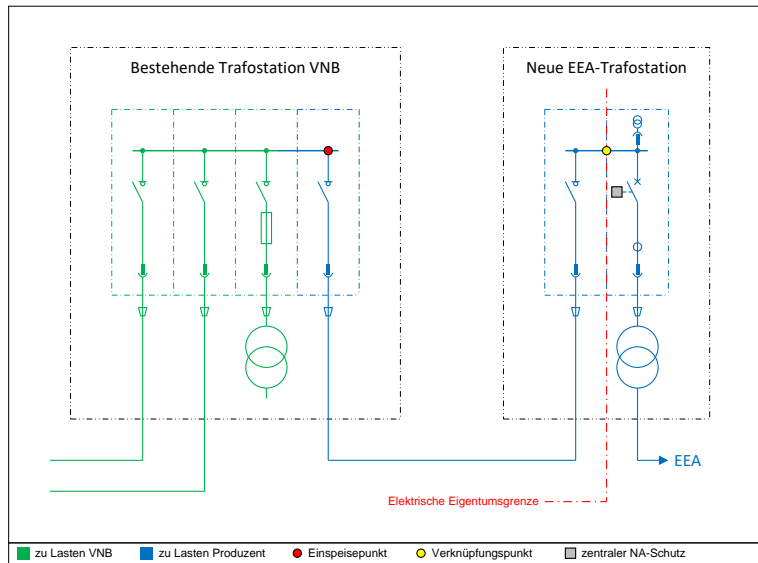 Bestehende Trafostation VNB
Neue EEA-Trafostation
EEA
Elektrische Eigentumsgrenze
zu Lasten VNB
zu Lasten Produzent
Einspeisepunkt
Verknüpfungspunkt
zentraler NA-Schutz